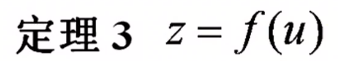 定理 3 z = f(u)